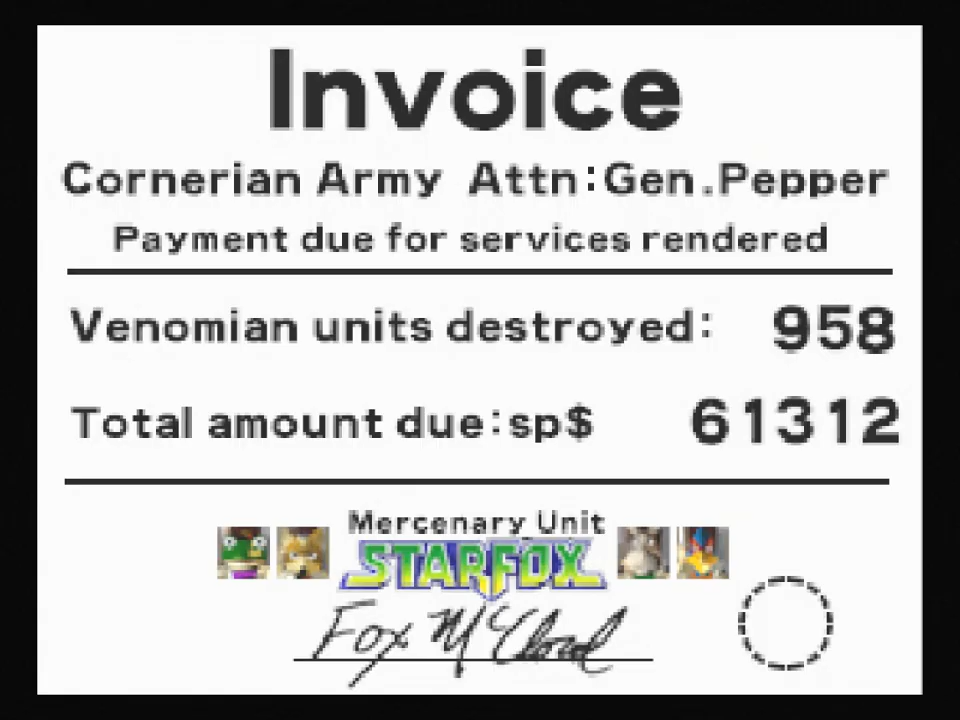 Invoice
Cornerian Army Attn:Gen.Pepper
Payment due for services rendered
Venomian units destroyed: 958
Total amount due:sp$ 61312
Mercenary Unit
STARFOX
Fox McCloud